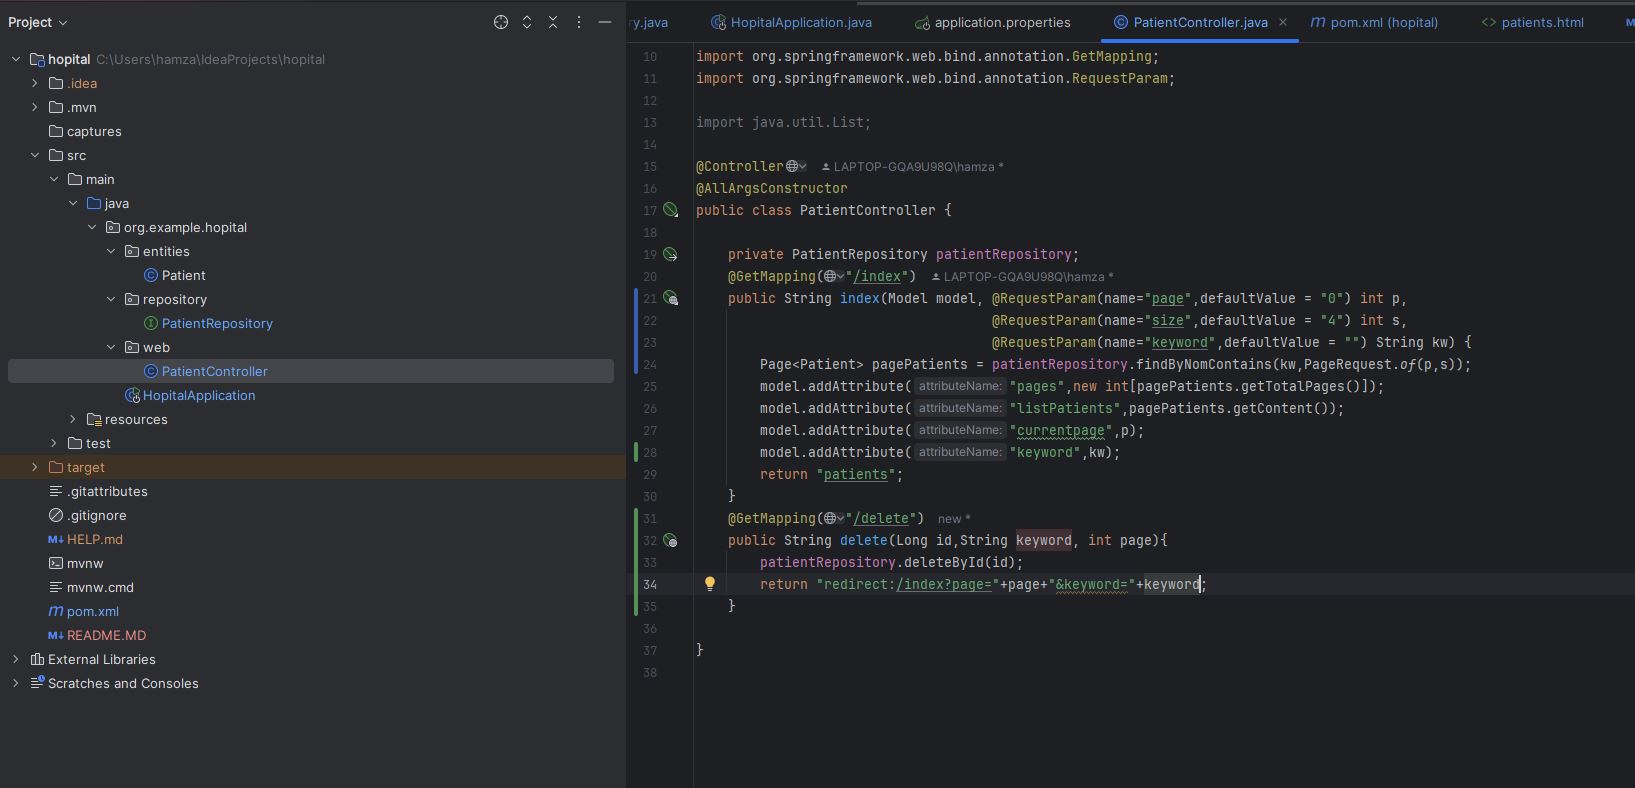 Project
ry.java HopitalApplication.java application.properties PatientController.java pom.xml (hopital) patients.html
hopital C:\Users\hamza\IdeaProjects\hopital
.idea
.mvn
captures
src
main
java
org.example.hopital
entities
Patient
repository
PatientRepository
web
PatientController
HopitalApplication
resources
test
target
.gitattributes
.gitignore
M↓ HELP.md
mvnw
mvnw.cmd
m pom.xml
M↓ README.MD
External Libraries
Scratches and Consoles
10 import org.springframework.web.bind.annotation.GetMapping;
11 import org.springframework.web.bind.annotation.RequestParam;
12
13 import java.util.List;
14
15 @Controller LAPTOP-GQA9U98Q\hamza *
16 @AllArgsConstructor
17 public class PatientController {
18
19 private PatientRepository patientRepository;
20 @GetMapping("/index") LAPTOP-GQA9U98Q\hamza *
21 public String index(Model model, @RequestParam(name="page",defaultValue = "0") int p,
22 @RequestParam(name="size",defaultValue = "4") int s,
23 @RequestParam(name="keyword",defaultValue = "") String kw) {
24 Page<Patient> pagePatients = patientRepository.findByNomContains(kw,PageRequest.of(p,s));
25 model.addAttribute( attributeName: "pages",new int[pagePatients.getTotalPages()]);
26 model.addAttribute( attributeName: "listPatients",pagePatients.getContent());
27 model.addAttribute( attributeName: "currentpage",p);
28 model.addAttribute( attributeName: "keyword",kw);
29 return "patients";
30 }
31 @GetMapping("/delete") new *
32 public String delete(Long id,String keyword, int page){
33 patientRepository.deleteById(id);
34 return "redirect:/index?page="+page+"&keyword="+keyword;
35 }
36
37 }
38